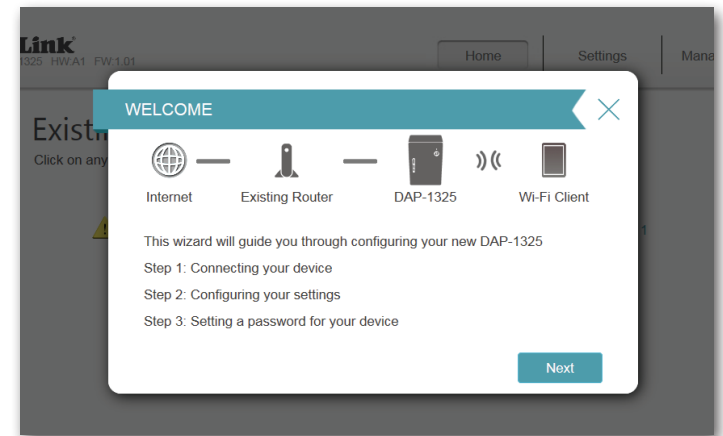 Link
1325 HW:A1 FW:1.01
Home
Settings
Mana
Existi
Click on any
WELCOME
Internet
Existing Router
DAP-1325
Wi-Fi Client
This wizard will guide you through configuring your new DAP-1325
Step 1: Connecting your device
Step 2: Configuring your settings
Step 3: Setting a password for your device
Next